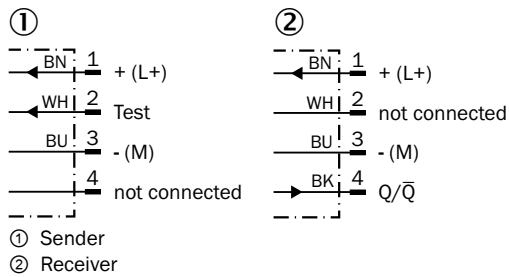 ① ②
BN 1 + (L+)
WH 2 Test
BU 3 - (M)
4 not connected
BN 1 + (L+)
WH 2 not connected
BU 3 - (M)
BK 4 Q/Q̅
① Sender
② Receiver